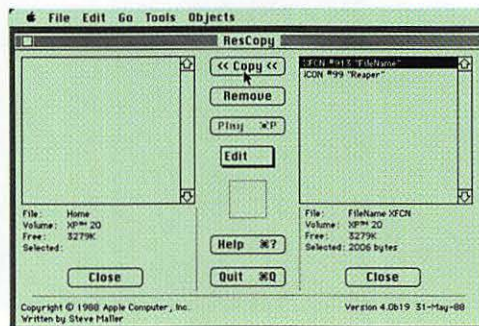 File Edit Go Tools Objects
ResCopy
<< Copy <<
Remove
Play ⌘P
Edit
Help ⌘?
Quit ⌘Q
XFCN #913 "FileName"
ICON #99 "Reaper"
File: Home
Volume: XP™ 20
Free: 3279K
Selected:
Close
File: FileName XFCN
Volume: XP™ 20
Free: 3279K
Selected: 2006 bytes
Close
Copyright © 1988 Apple Computer, Inc.
Written by Steve Maller
Version 4.0b19 31-May-88